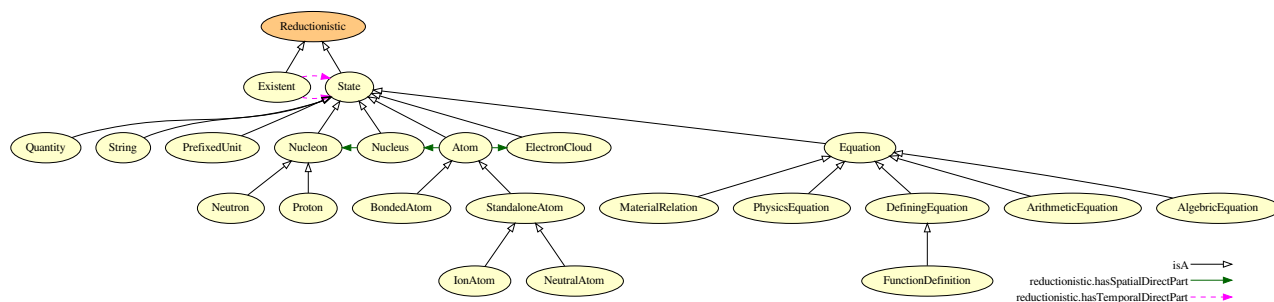 Reductionistic
Existent
State
Quantity
String
PrefixedUnit
Nucleon
Nucleus
Atom
ElectronCloud
Equation
Neutron
Proton
BondedAtom
StandaloneAtom
MaterialRelation
PhysicsEquation
DefiningEquation
ArithmeticEquation
AlgebricEquation
IonAtom
NeutralAtom
FunctionDefinition
isA
reductionistic.hasSpatialDirectPart
reductionistic.hasTemporalDirectPart